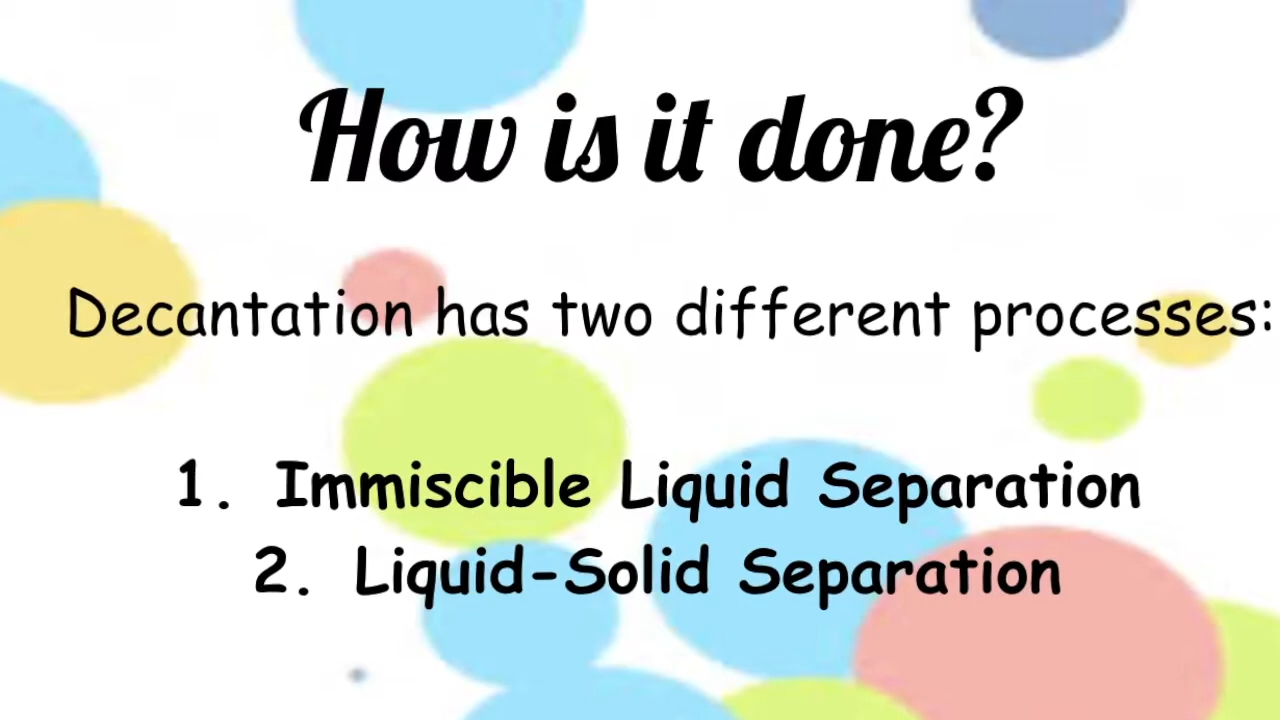 How is it done?
Decantation has two different processes:
1. Immiscible Liquid Separation
2. Liquid-Solid Separation